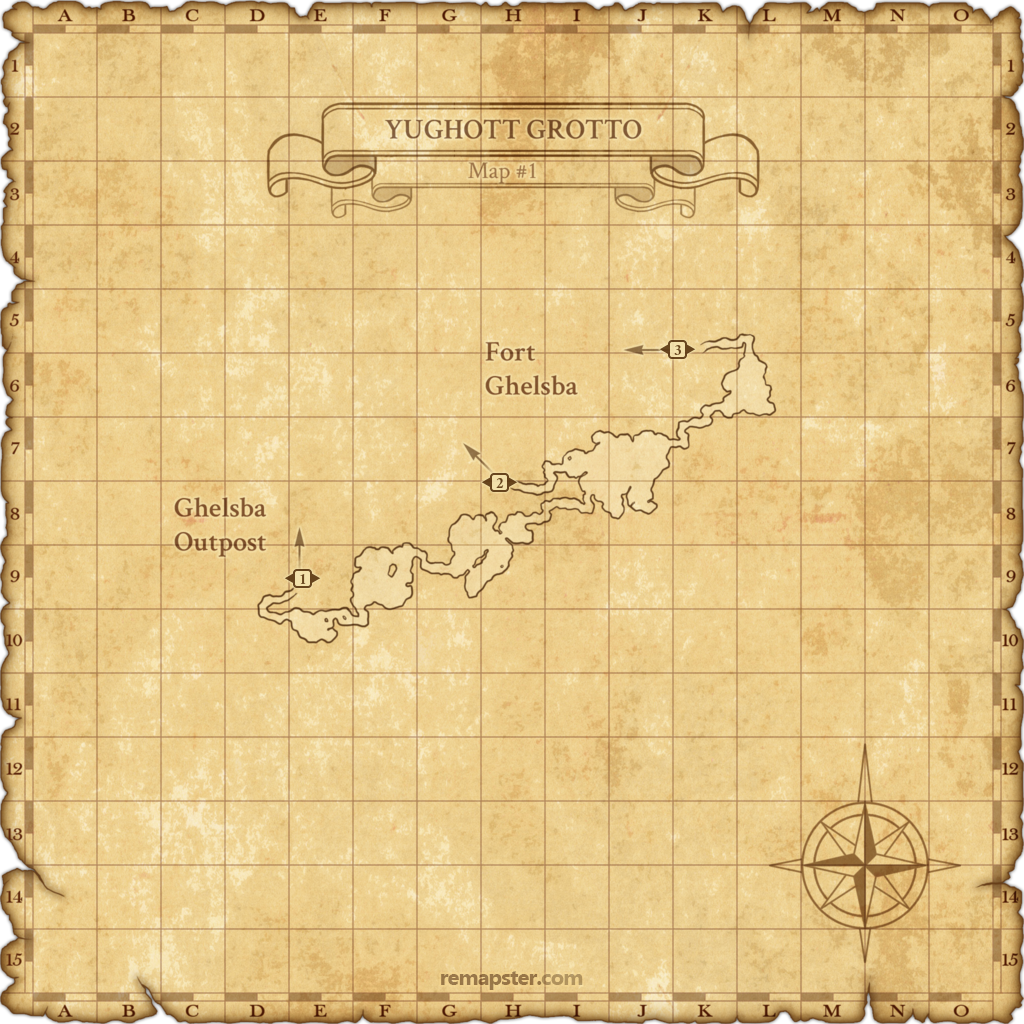 A B C D E F G H I J K L M N O
1 1
2 2
YUGHOTT GROTTO
Map #1
3 3
4 4
5 5
Fort
3
Ghelsba
6 6
7 7
2
Ghelsba
8 8
Outpost
1
9 9
10 10
11 11
12 12
13 13
14 14
15 15
remapster.com
A B C D E F G H I J K L M N O